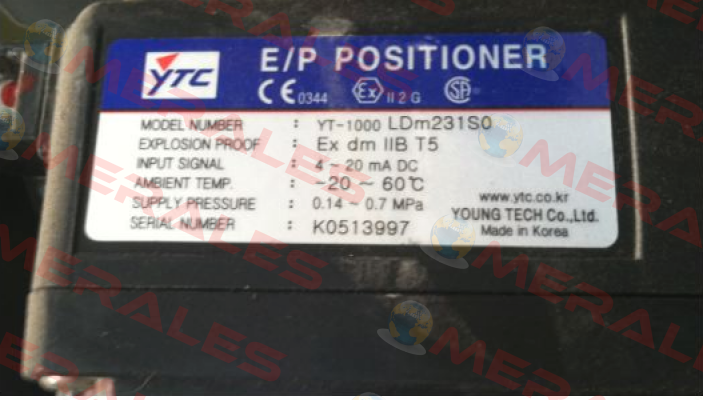 YTC
E/P POSITIONER
CE 0344 Ex II 2 G SA
MODEL NUMBER : YT-1000 LDm231S0
EXPLOSION PROOF : Ex dm IIB T5
INPUT SIGNAL : 4 ~ 20 mA DC
AMBIENT TEMP. : -20 ~ 60℃
SUPPLY PRESSURE : 0.14 ~ 0.7 MPa
SERIAL NUMBER : K0513997
www.ytc.co.kr
YOUNG TECH Co.,Ltd.
Made in Korea
MERALES